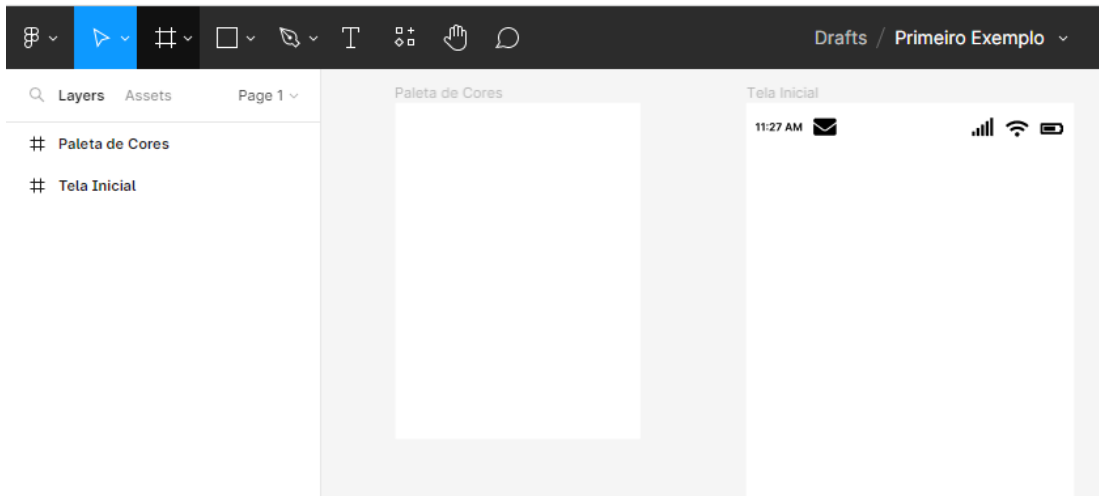 Drafts / Primeiro Exemplo
Layers Assets Page 1
Paleta de Cores
Tela Inicial
Paleta de Cores
Tela Inicial
11:27 AM